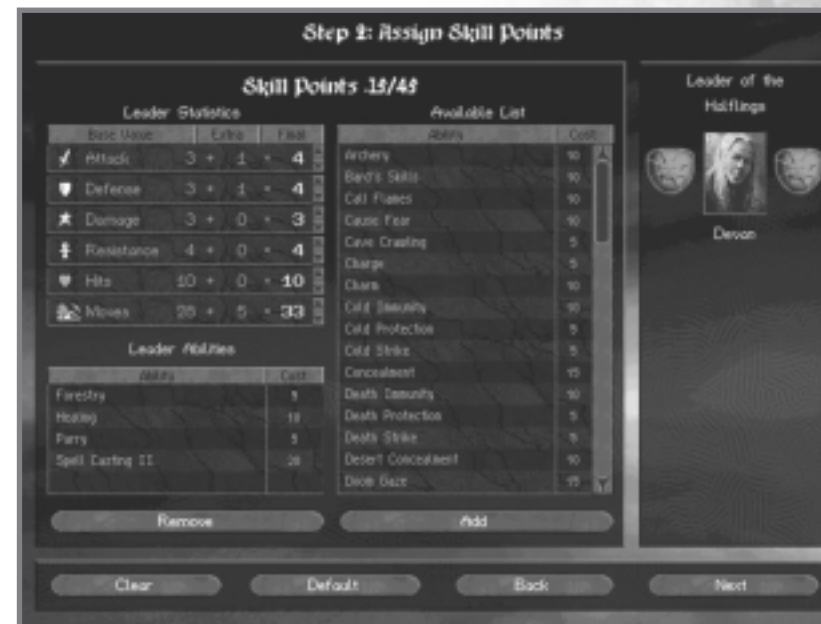 Step 2: Assign Skill Points
Skill Points
Leader Statistics
Base Value Extra Final
Attack 3 + 1 = 4
Defense 3 + 1 = 4
Damage 3 + 0 = 3
Resistance 4 + 0 = 4
Hits 10 + 0 = 10
Moves 28 + 5 = 33
Leader Abilities
Ability Cost
Forestry 5
Healing 10
Parry 5
Spell Casting II 20
Remove
Available List
Ability Cost
Archery 10
Bard's Skills 10
Call Flames 10
Cause Fear 10
Cave Crawling 5
Charge 5
Charm 10
Cold Immunity 10
Cold Protection 5
Cold Strike 5
Concealment 15
Death Immunity 10
Death Protection 5
Death Strike 5
Desert Concealment 10
Doom Gaze 15
Add
Leader of the
Halflings
Devon
Clear
Default
Back
Next